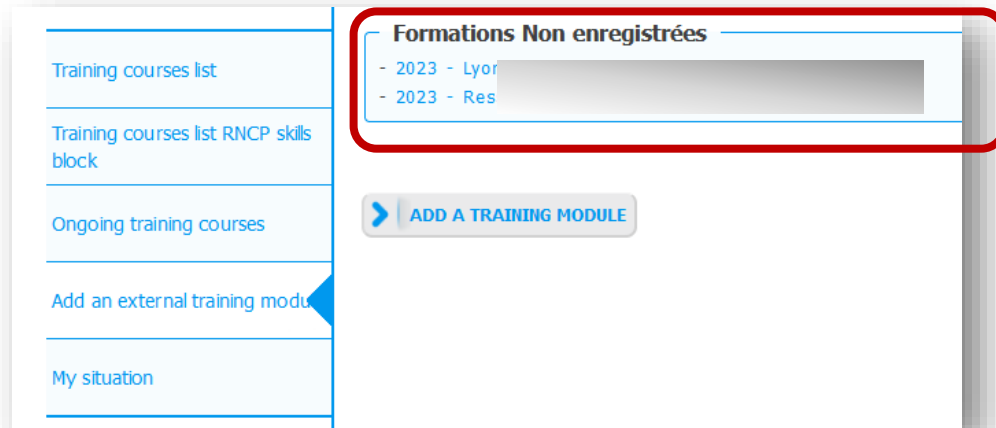 Training courses list
Training courses list RNCP skills
block
Ongoing training courses
Add an external training modu
My situation
Formations Non enregistrées
- 2023 - Lyon
- 2023 - Res
ADD A TRAINING MODULE